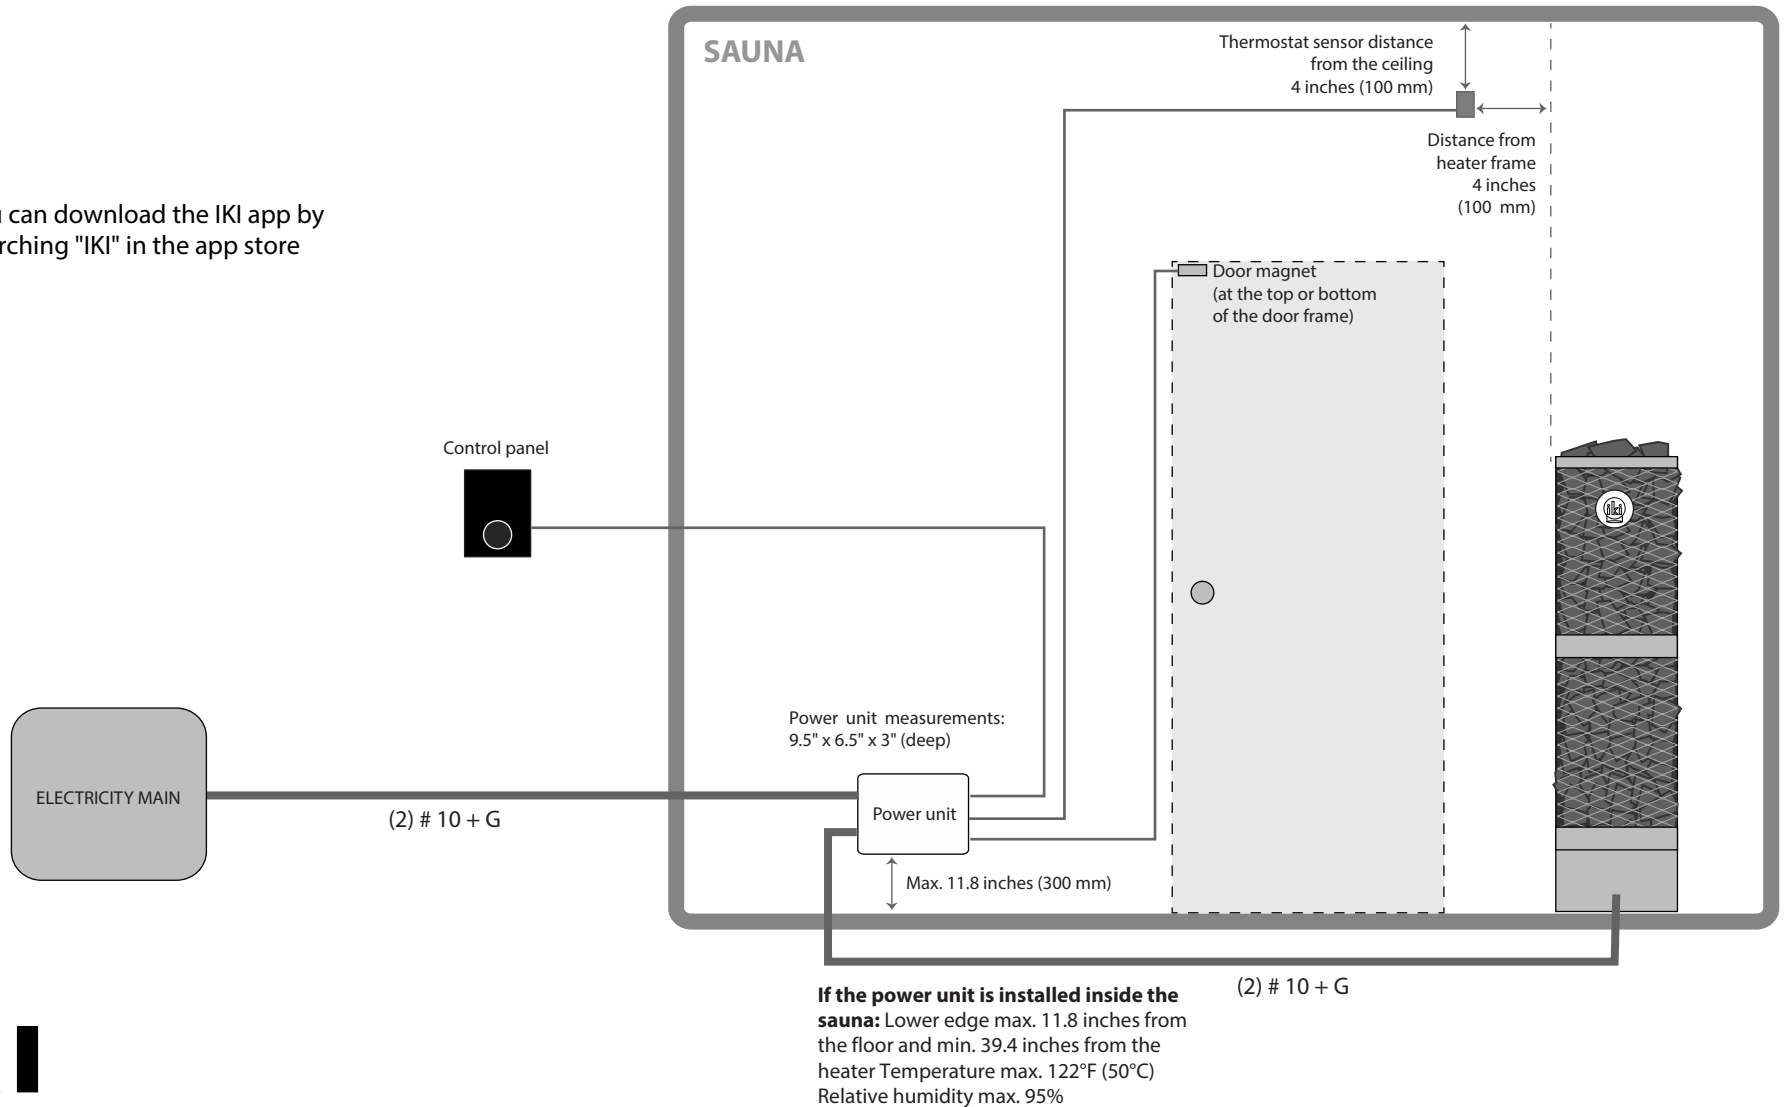 SAUNA
Thermostat sensor distance
from the ceiling
4 inches (100 mm)
Distance from
heater frame
4 inches
(100 mm)
can download the IKI app by
"IKI" in the app store
Door magnet
(at the top or bottom
of the door frame)
Control panel
iki
Power unit measurements:
9.5" x 6.5" x 3" (deep)
ELECTRICITY MAIN
(2) # 10 + G
Power unit
Max. 11.8 inches (300 mm)
(2) # 10 + G
If the power unit is installed inside the
sauna: Lower edge max. 11.8 inches from
the floor and min. 39.4 inches from the
heater Temperature max. 122°F (50°C)
Relative humidity max. 95%